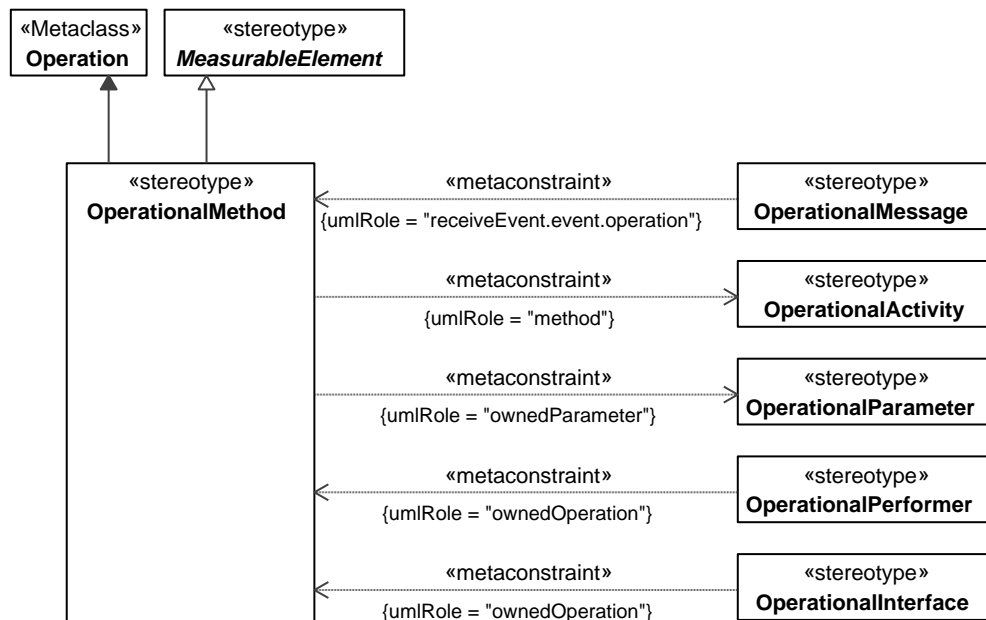 «Metaclass»
Operation
«stereotype»
MeasurableElement
«stereotype»
OperationalMethod
«metaconstraint»
{umlRole = "receiveEvent.event.operation"}
«stereotype»
OperationalMessage
«metaconstraint»
{umlRole = "method"}
«stereotype»
OperationalActivity
«metaconstraint»
{umlRole = "ownedParameter"}
«stereotype»
OperationalParameter
«metaconstraint»
{umlRole = "ownedOperation"}
«stereotype»
OperationalPerformer
«metaconstraint»
{umlRole = "ownedOperation"}
«stereotype»
OperationalInterface